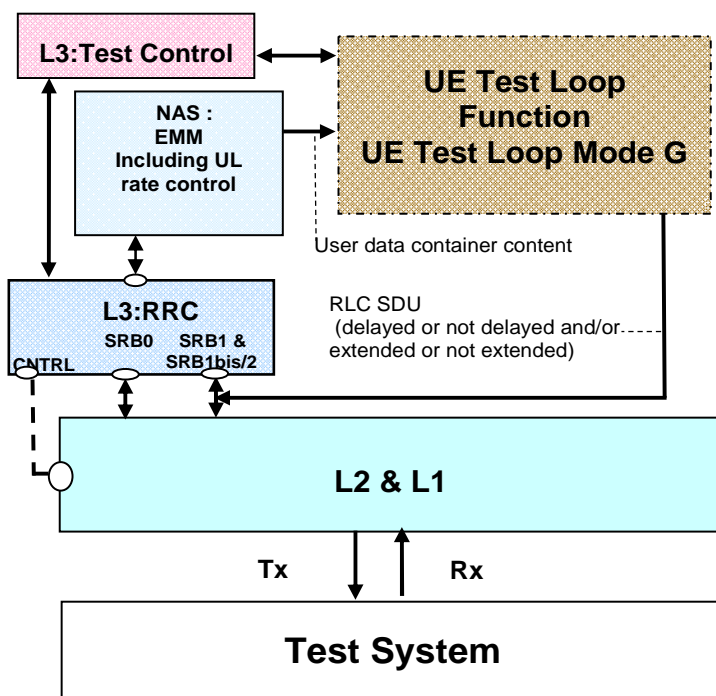 L3:Test Control
UE Test Loop
Function
UE Test Loop Mode G
NAS :
EMM
Including UL
rate control
User data container content
RLC SDU
(delayed or not delayed and/or
extended or not extended)
L3:RRC
SRB0
SRB1 &
SRB1bis/2
CNTRL
L2 & L1
Tx
Rx
Test System